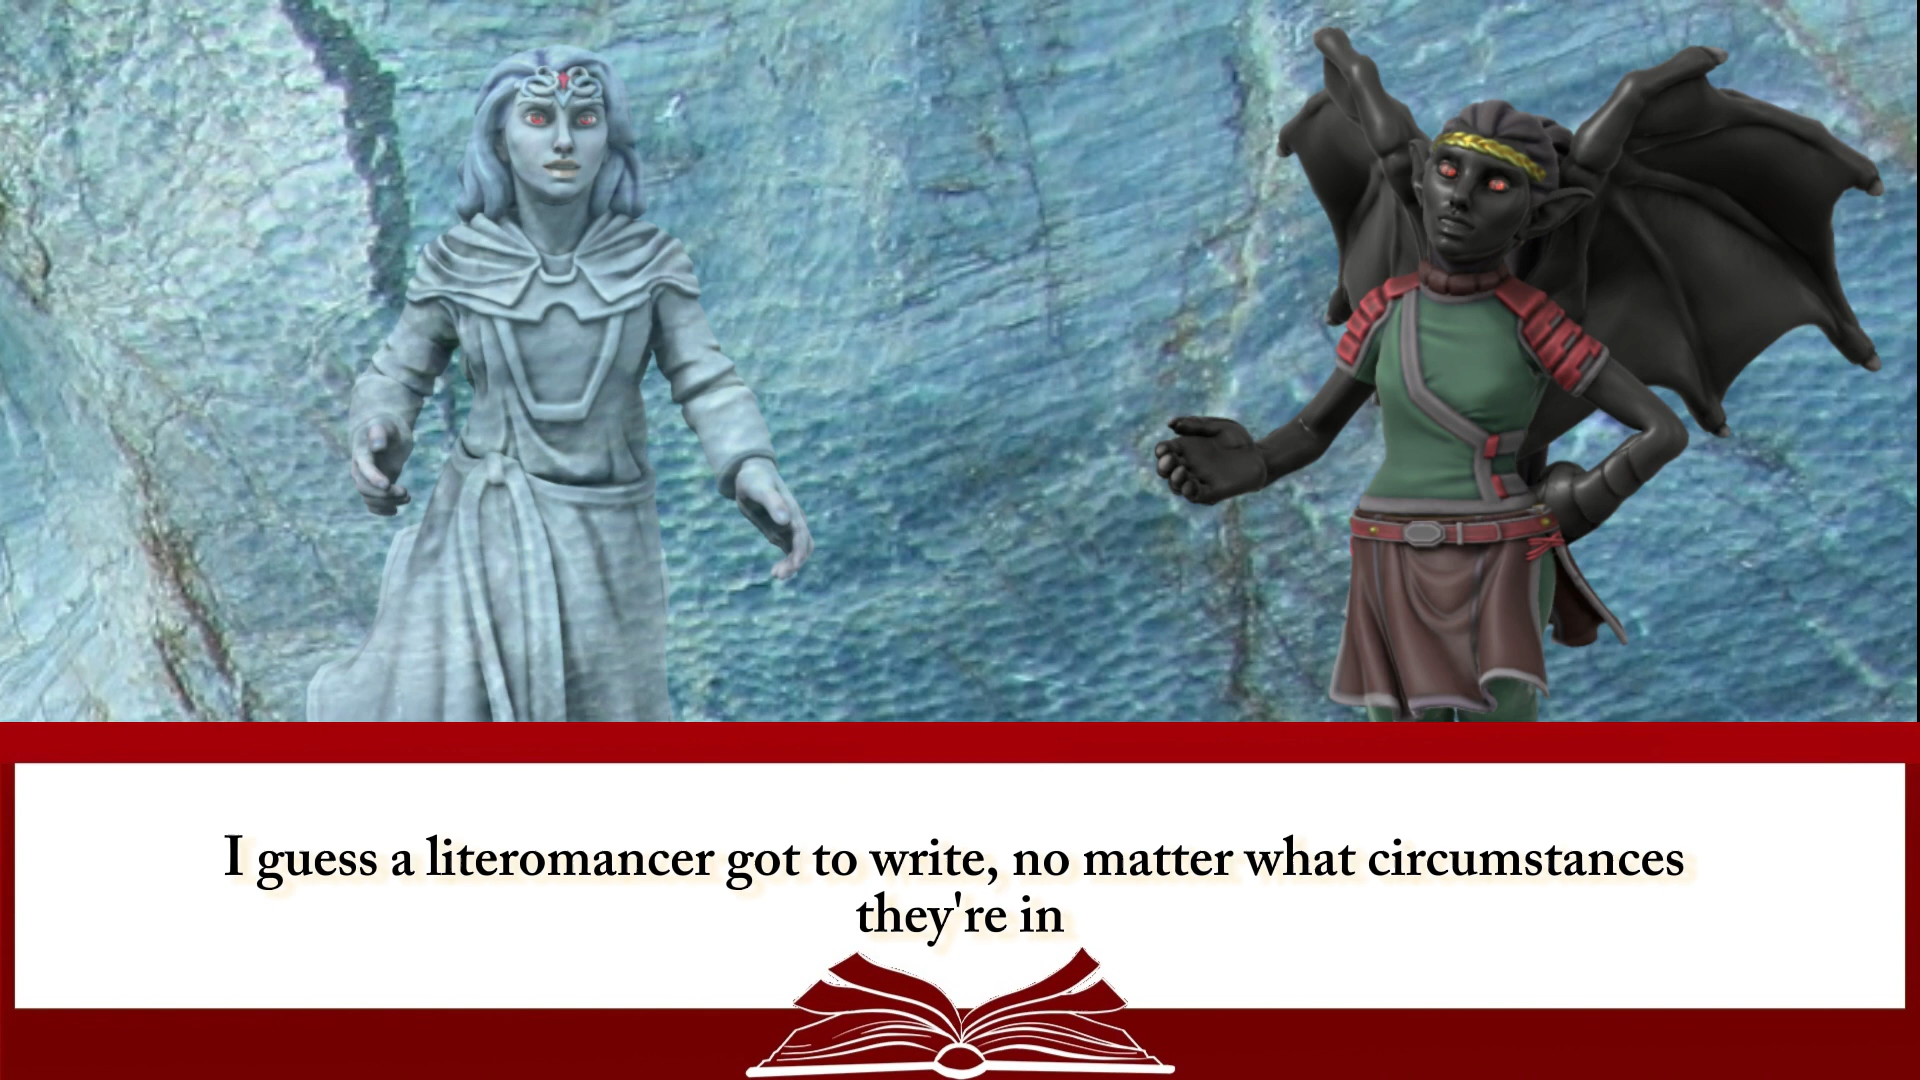 I guess a literomancer got to write, no matter what circumstances
they're in